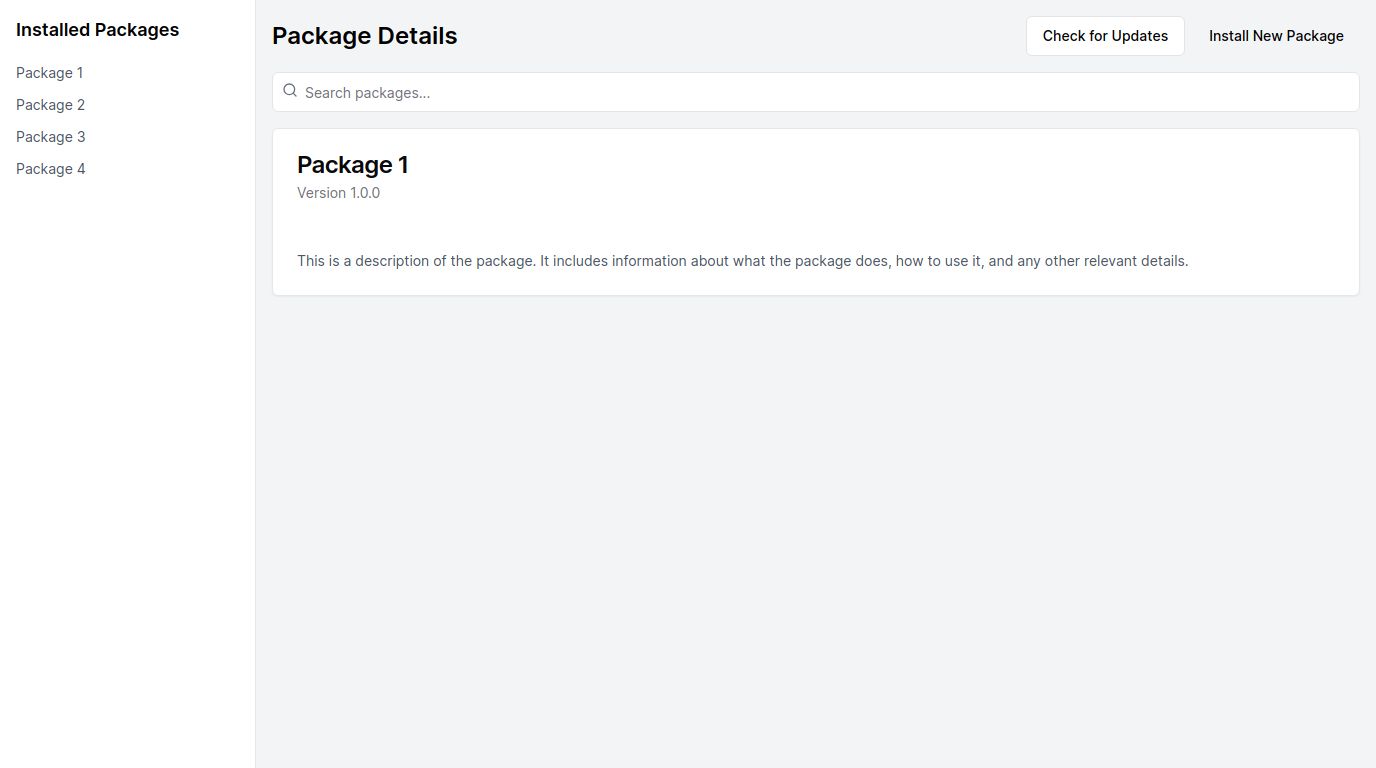 Installed Packages
Package 1
Package 2
Package 3
Package 4
Package Details
Check for Updates
Install New Package
Search packages...
Package 1
Version 1.0.0
This is a description of the package. It includes information about what the package does, how to use it, and any other relevant details.